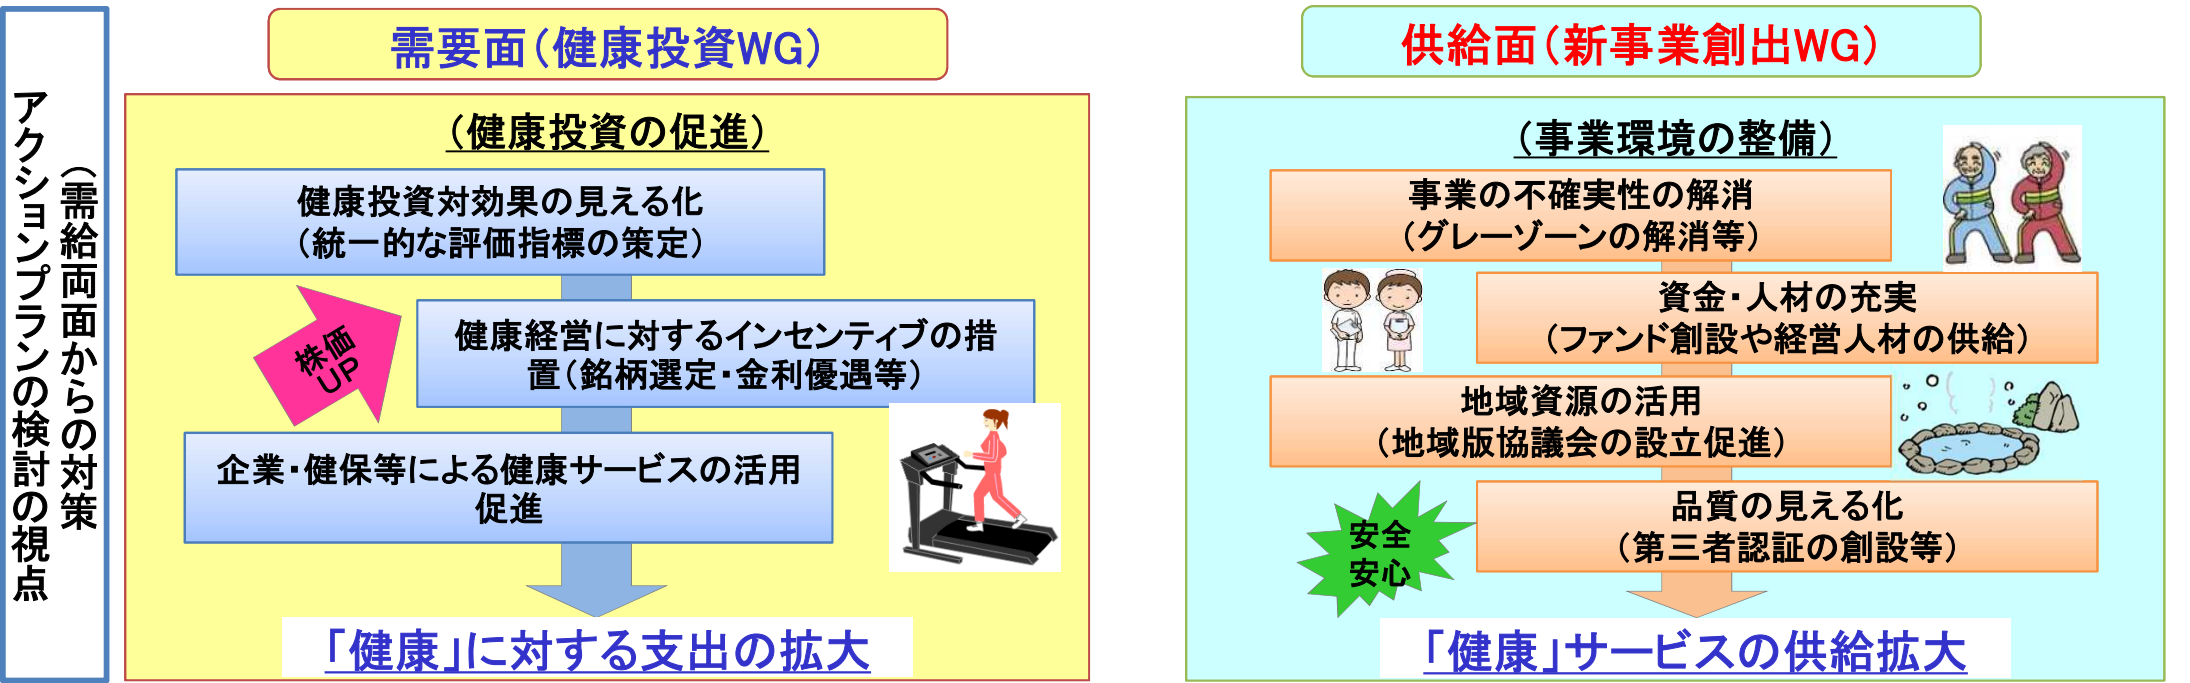 アクションプランの検討の視点
（需給両面からの対策
需要面（健康投資WG）
（健康投資の促進）
健康投資対効果の見える化
（統一的な評価指標の策定）
株価
UP
健康経営に対するインセンティブの措
置（銘柄選定・金利優遇等）
企業・健保等による健康サービスの活用
促進
「健康」に対する支出の拡大
供給面（新事業創出WG）
（事業環境の整備）
事業の不確実性の解消
（グレーゾーンの解消等）
資金・人材の充実
（ファンド創設や経営人材の供給）
地域資源の活用
（地域版協議会の設立促進）
安全
安心
品質の見える化
（第三者認証の創設等）
「健康」サービスの供給拡大